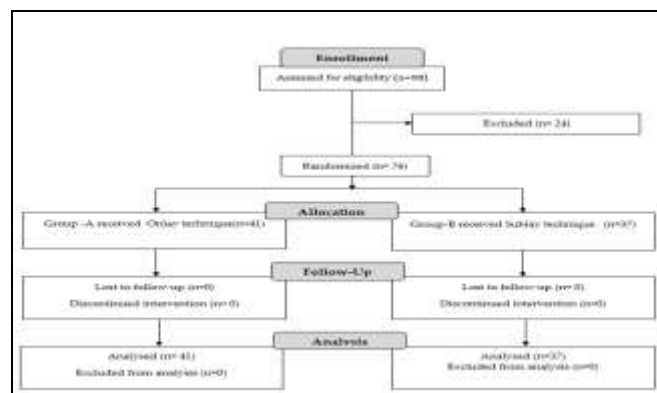 Enrollment
Assessed for eligibility
Excluded (n= 24)
Randomized
Allocation
Group -A received Onlay technique(n=41)
Group-B received Sublay technique (n=37)
Follow-Up
Lost to follow-up (n=0)
Discontinued intervention (n= 0)
Lost to follow-up (n= 0)
Discontinued intervention (n=0)
Analysis
Analysed (n= 41)
Excluded from analysis (n=0)
Analysed (n=37)
Excluded from analysis (n=0)